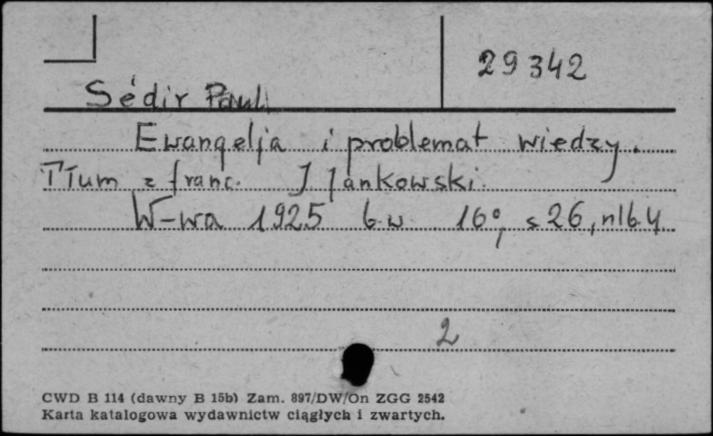 29342
Sédir Paul
Ewangelja i problemat wiedzy.
Tłum z franc. J Jankowski.
W-wa 1925 b w 16°, s 26, nlb 4
2
CWD B 114 (dawny B 15b) Zam. 897/DW/On ZGG 2542
Karta katalogowa wydawnictw ciągłych i zwartych.